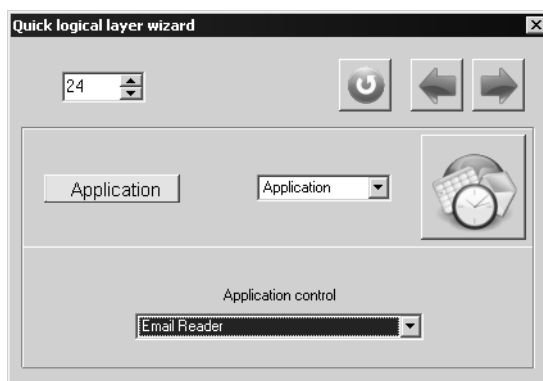 Quick logical layer wizard
24
Application
Application
Application control
Email Reader